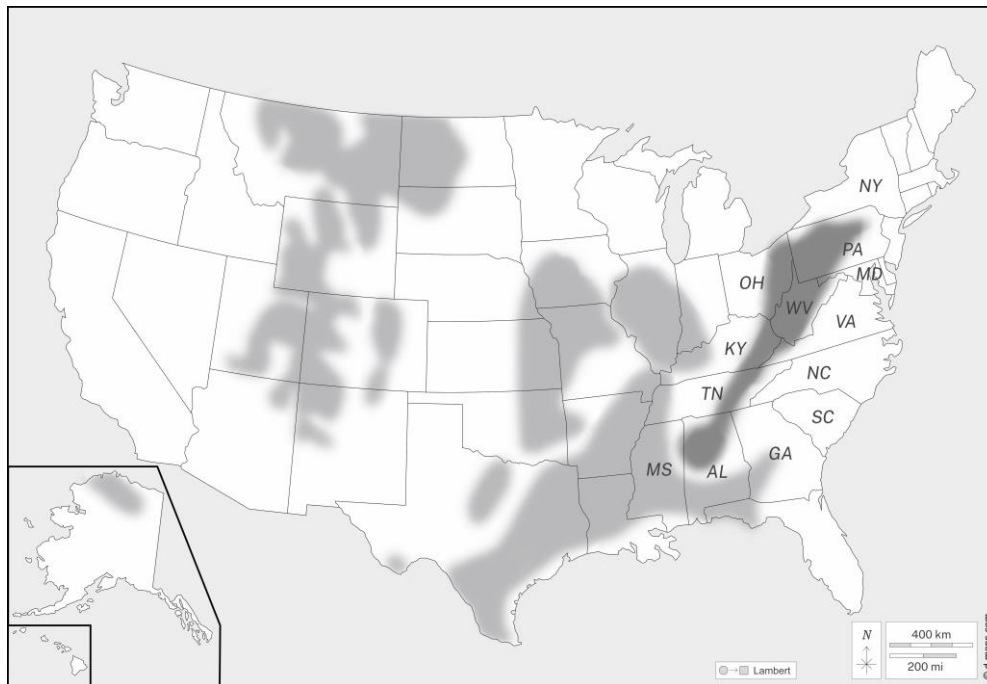 NY
PA
OH
MD
WV
VA
KY
NC
TN
SC
MS
AL
GA
N
400 km
200 mi
Lambert
© d-maps.com